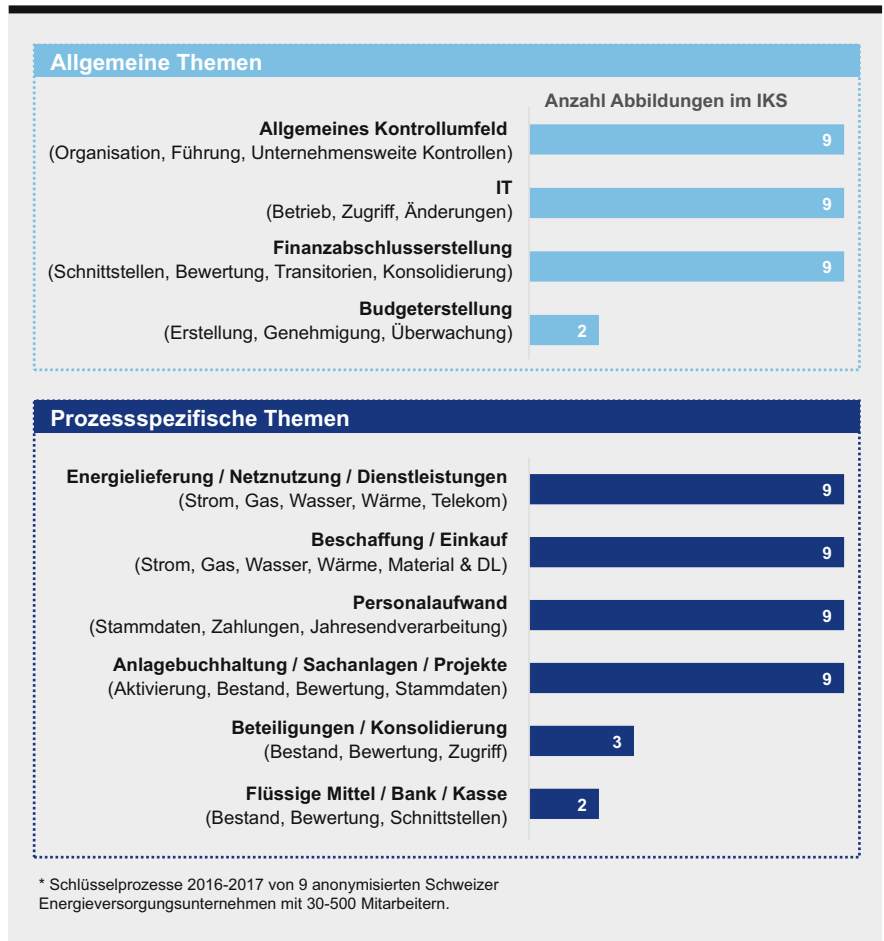 Allgemeine Themen
Anzahl Abbildungen im IKS
Allgemeines Kontrollumfeld
(Organisation, Führung, Unternehmensweite Kontrollen)
9
IT
(Betrieb, Zugriff, Änderungen)
9
Finanzabschlusserstellung
(Schnittstellen, Bewertung, Transitorien, Konsolidierung)
9
Budgeterstellung
(Erstellung, Genehmigung, Überwachung)
2
Prozessspezifische Themen
Energielieferung / Netznutzung / Dienstleistungen
(Strom, Gas, Wasser, Wärme, Telekom)
9
Beschaffung / Einkauf
(Strom, Gas, Wasser, Wärme, Material & DL)
9
Personalaufwand
(Stammdaten, Zahlungen, Jahresendverarbeitung)
9
Anlagebuchhaltung / Sachanlagen / Projekte
(Aktivierung, Bestand, Bewertung, Stammdaten)
9
Beteiligungen / Konsolidierung
(Bestand, Bewertung, Zugriff)
3
Flüssige Mittel / Bank / Kasse
(Bestand, Bewertung, Schnittstellen)
2
* Schlüsselprozesse 2016-2017 von 9 anonymisierten Schweizer
Energieversorgungsunternehmen mit 30-500 Mitarbeitern.